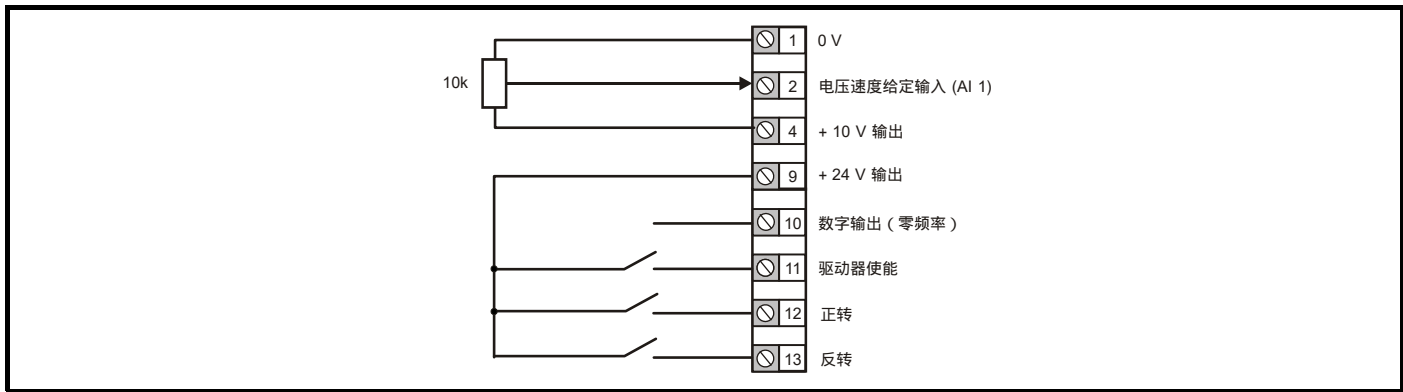 1 0 V
10k
2 电压速度给定输入 (AI 1)
4 + 10 V 输出
9 + 24 V 输出
10 数字输出（零频率）
11 驱动器使能
12 正转
13 反转